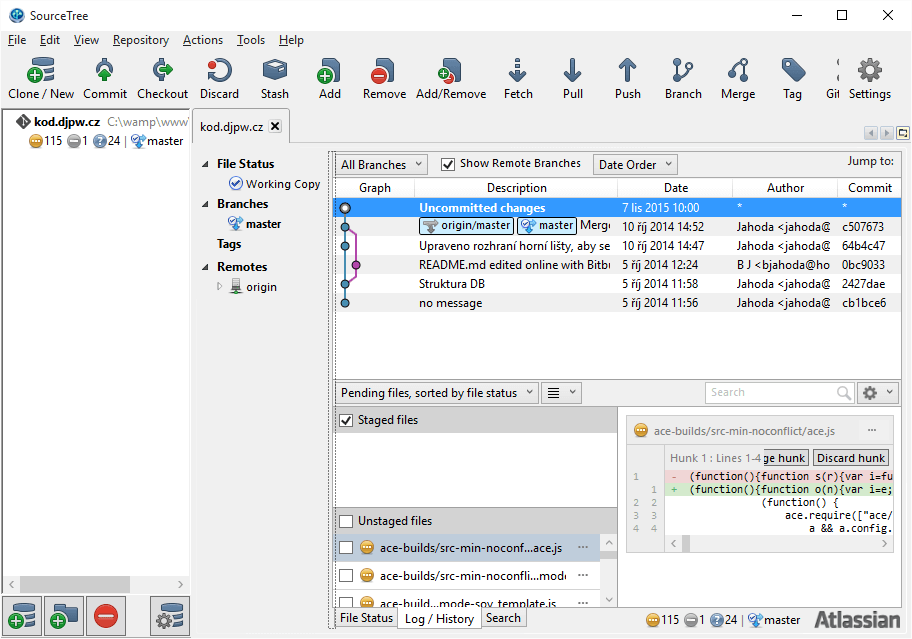 SourceTree
File Edit View Repository Actions Tools Help
Clone / New Commit Checkout Discard Stash Add Remove Add/Remove Fetch Pull Push Branch Merge Tag Git Settings
kod.djpw.cz C:\wamp\www\
115 1 ? 24 | master
kod.djpw.cz
File Status
Working Copy
Branches
master
Tags
Remotes
origin
All Branches Show Remote Branches Date Order Jump to:
Graph Description Date Author Commit
Uncommitted changes 7 lis 2015 10:00 * *
origin/master master Merge 10 říj 2014 14:52 Jahoda <jahoda@ c507673
Upraveno rozhraní horní lišty, aby se 10 říj 2014 14:47 Jahoda <jahoda@ 64b4c47
README.md edited online with Bitbu 5 říj 2014 12:24 B J <bjahoda@ho 0bc9033
Struktura DB 5 říj 2014 11:58 Jahoda <jahoda@ 2427dae
no message 5 říj 2014 11:56 Jahoda <jahoda@ cb1bce6
Pending files, sorted by file status Search
Staged files
Unstaged files
ace-builds/src-min-noconf...ace.js ...
ace-builds/src-min-noconfli...mode ...
ace-build...mode-soy_template.js ...
ace-builds/src-min-noconflict/ace.js ...
Hunk 1 : Lines 1-4 ge hunk Discard hunk
1 - (function(){function s(r){var i=fu
1 + (function(){function o(n){var i=e;
2 2 (function() {
3 3 ace.require(["ace/
4 4 a && a.config.
File Status Log / History Search
115 1 ? 24 master Atlassian